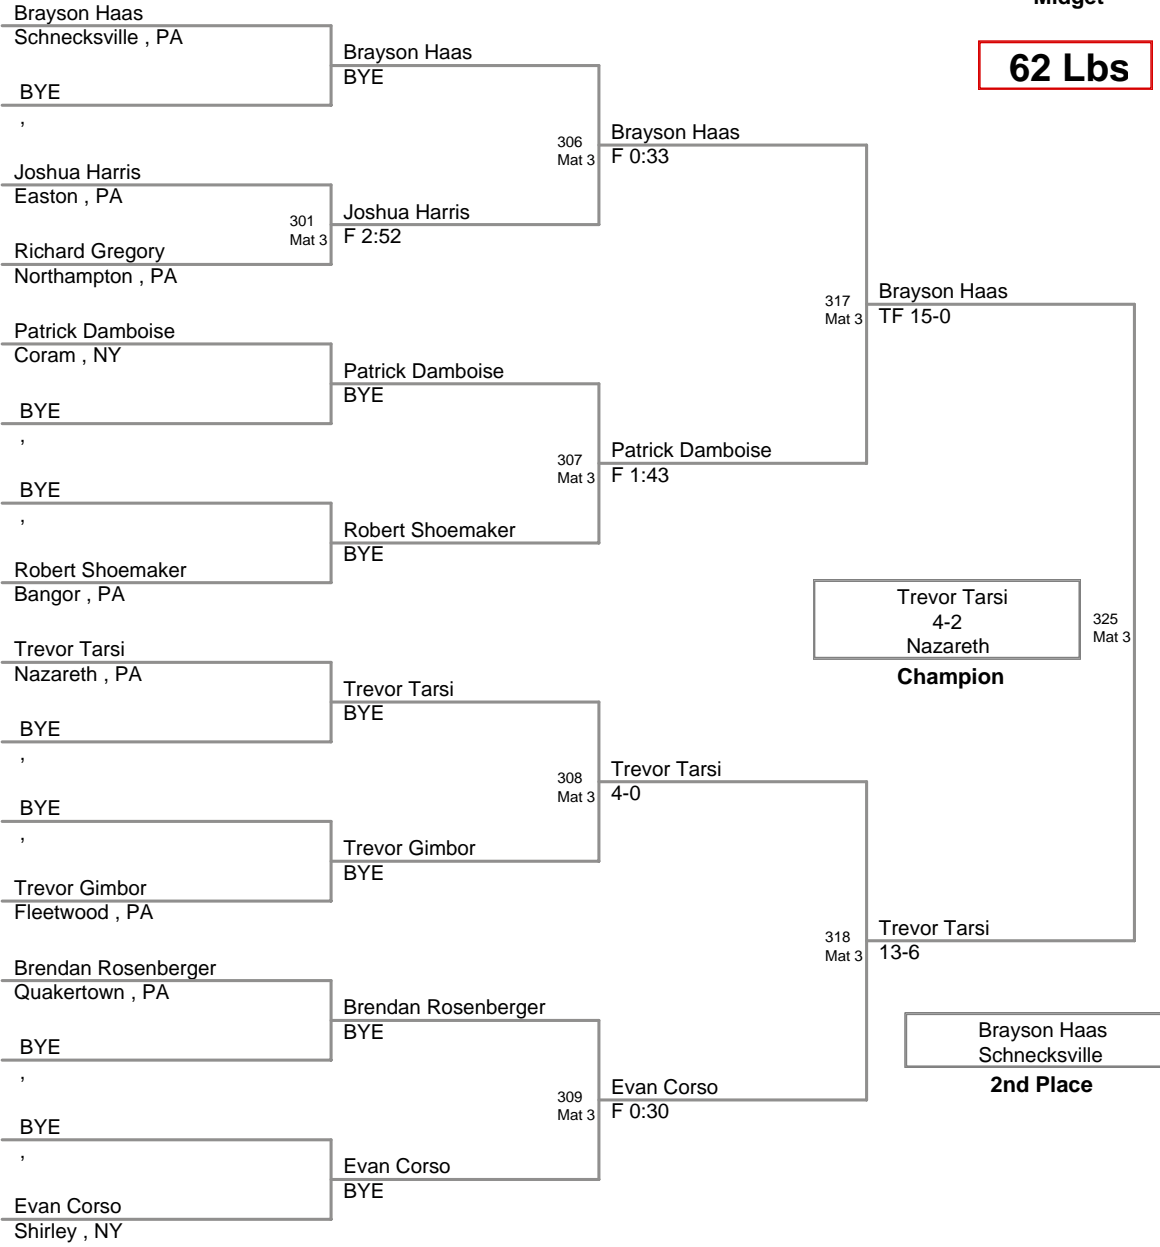 Midget
62 Lbs
Brayson Haas
Schnecksville , PA
BYE
,
Joshua Harris
Easton , PA
Richard Gregory
Northampton , PA
Patrick Damboise
Coram , NY
BYE
,
BYE
,
Robert Shoemaker
Bangor , PA
Trevor Tarsi
Nazareth , PA
BYE
,
BYE
,
Trevor Gimbor
Fleetwood , PA
Brendan Rosenberger
Quakertown , PA
BYE
,
BYE
,
Evan Corso
Shirley , NY
301
Mat 3
Brayson Haas
BYE
Joshua Harris
F 2:52
Patrick Damboise
BYE
Robert Shoemaker
BYE
Trevor Tarsi
BYE
Trevor Gimbor
BYE
Brendan Rosenberger
BYE
Evan Corso
BYE
306
Mat 3
307
Mat 3
308
Mat 3
309
Mat 3
Brayson Haas
F 0:33
Patrick Damboise
F 1:43
Trevor Tarsi
4-0
Evan Corso
F 0:30
317
Mat 3
318
Mat 3
Brayson Haas
TF 15-0
Trevor Tarsi
13-6
325
Mat 3
Trevor Tarsi
4-2
Nazareth
Champion
Brayson Haas
Schnecksville
2nd Place